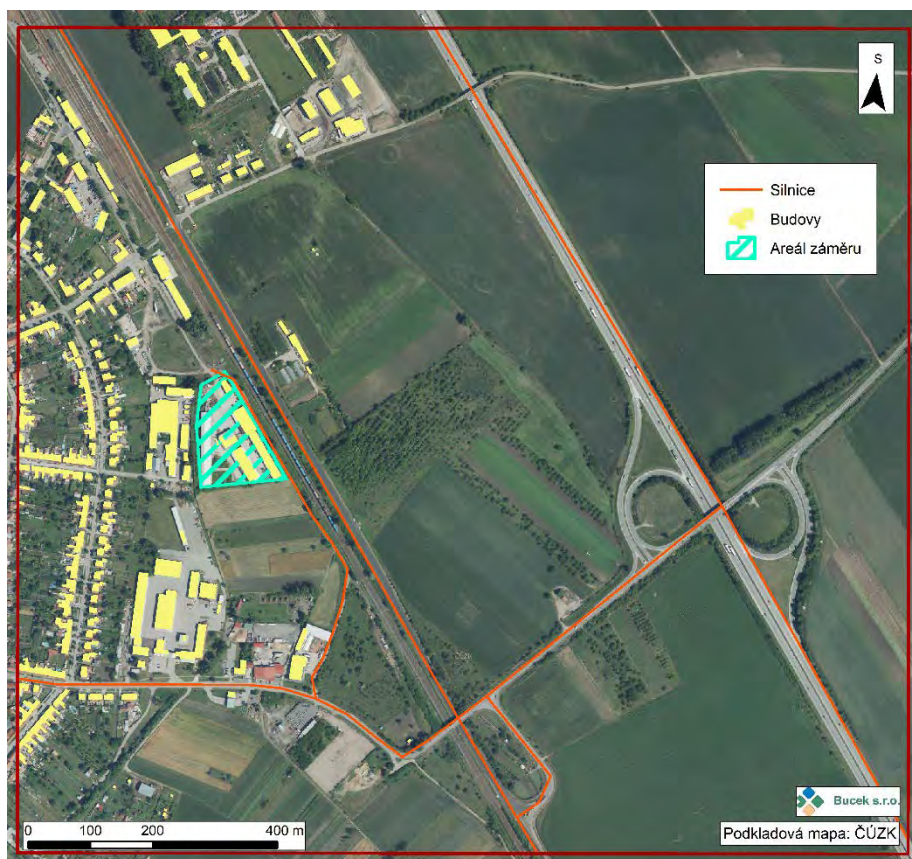 S
Silnice
Budovy
Areál záměru
Bucek s.r.o.
0 100 200 400 m
Podkladová mapa: ČÚZK